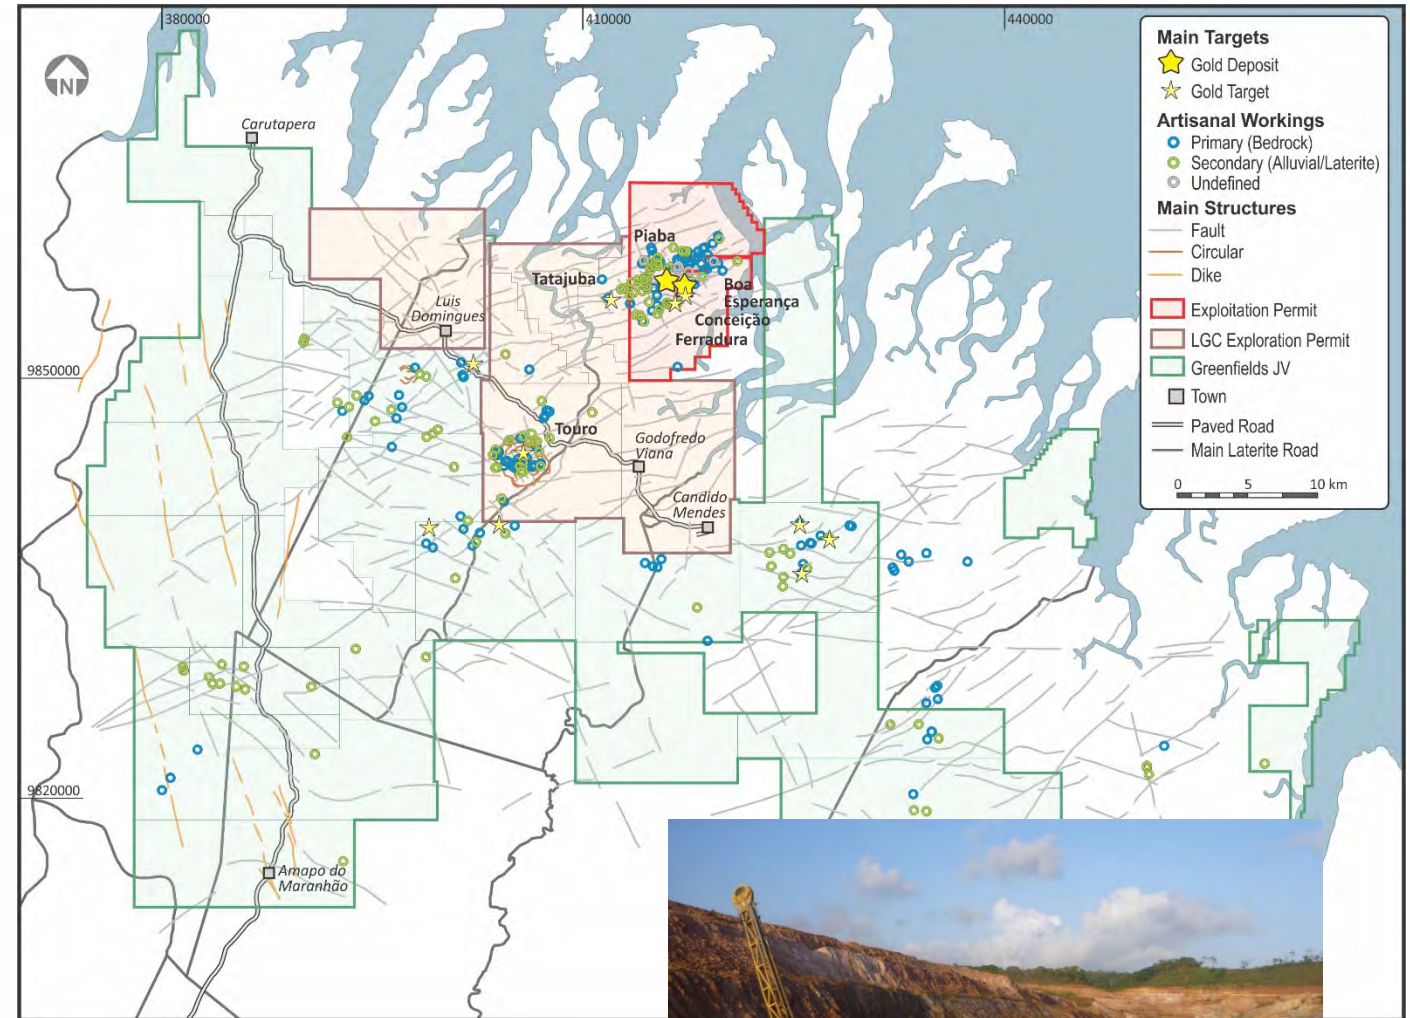 380000
410000
440000
N
Main Targets
Gold Deposit
Gold Target
Artisanal Workings
Primary (Bedrock)
Secondary (Alluvial/Laterite)
Undefined
Main Structures
Fault
Circular
Dike
Exploitation Permit
LGC Exploration Permit
Greenfields JV
Town
Paved Road
Main Laterite Road
0 5 10 km
Carutapera
Piaba
Tatajuba
Boa
Esperança
Conceição
Ferradura
Luis
Domingues
9850000
Touro
Godofredo
Viana
Candido
Mendes
9820000
Amapo do
Maranhão